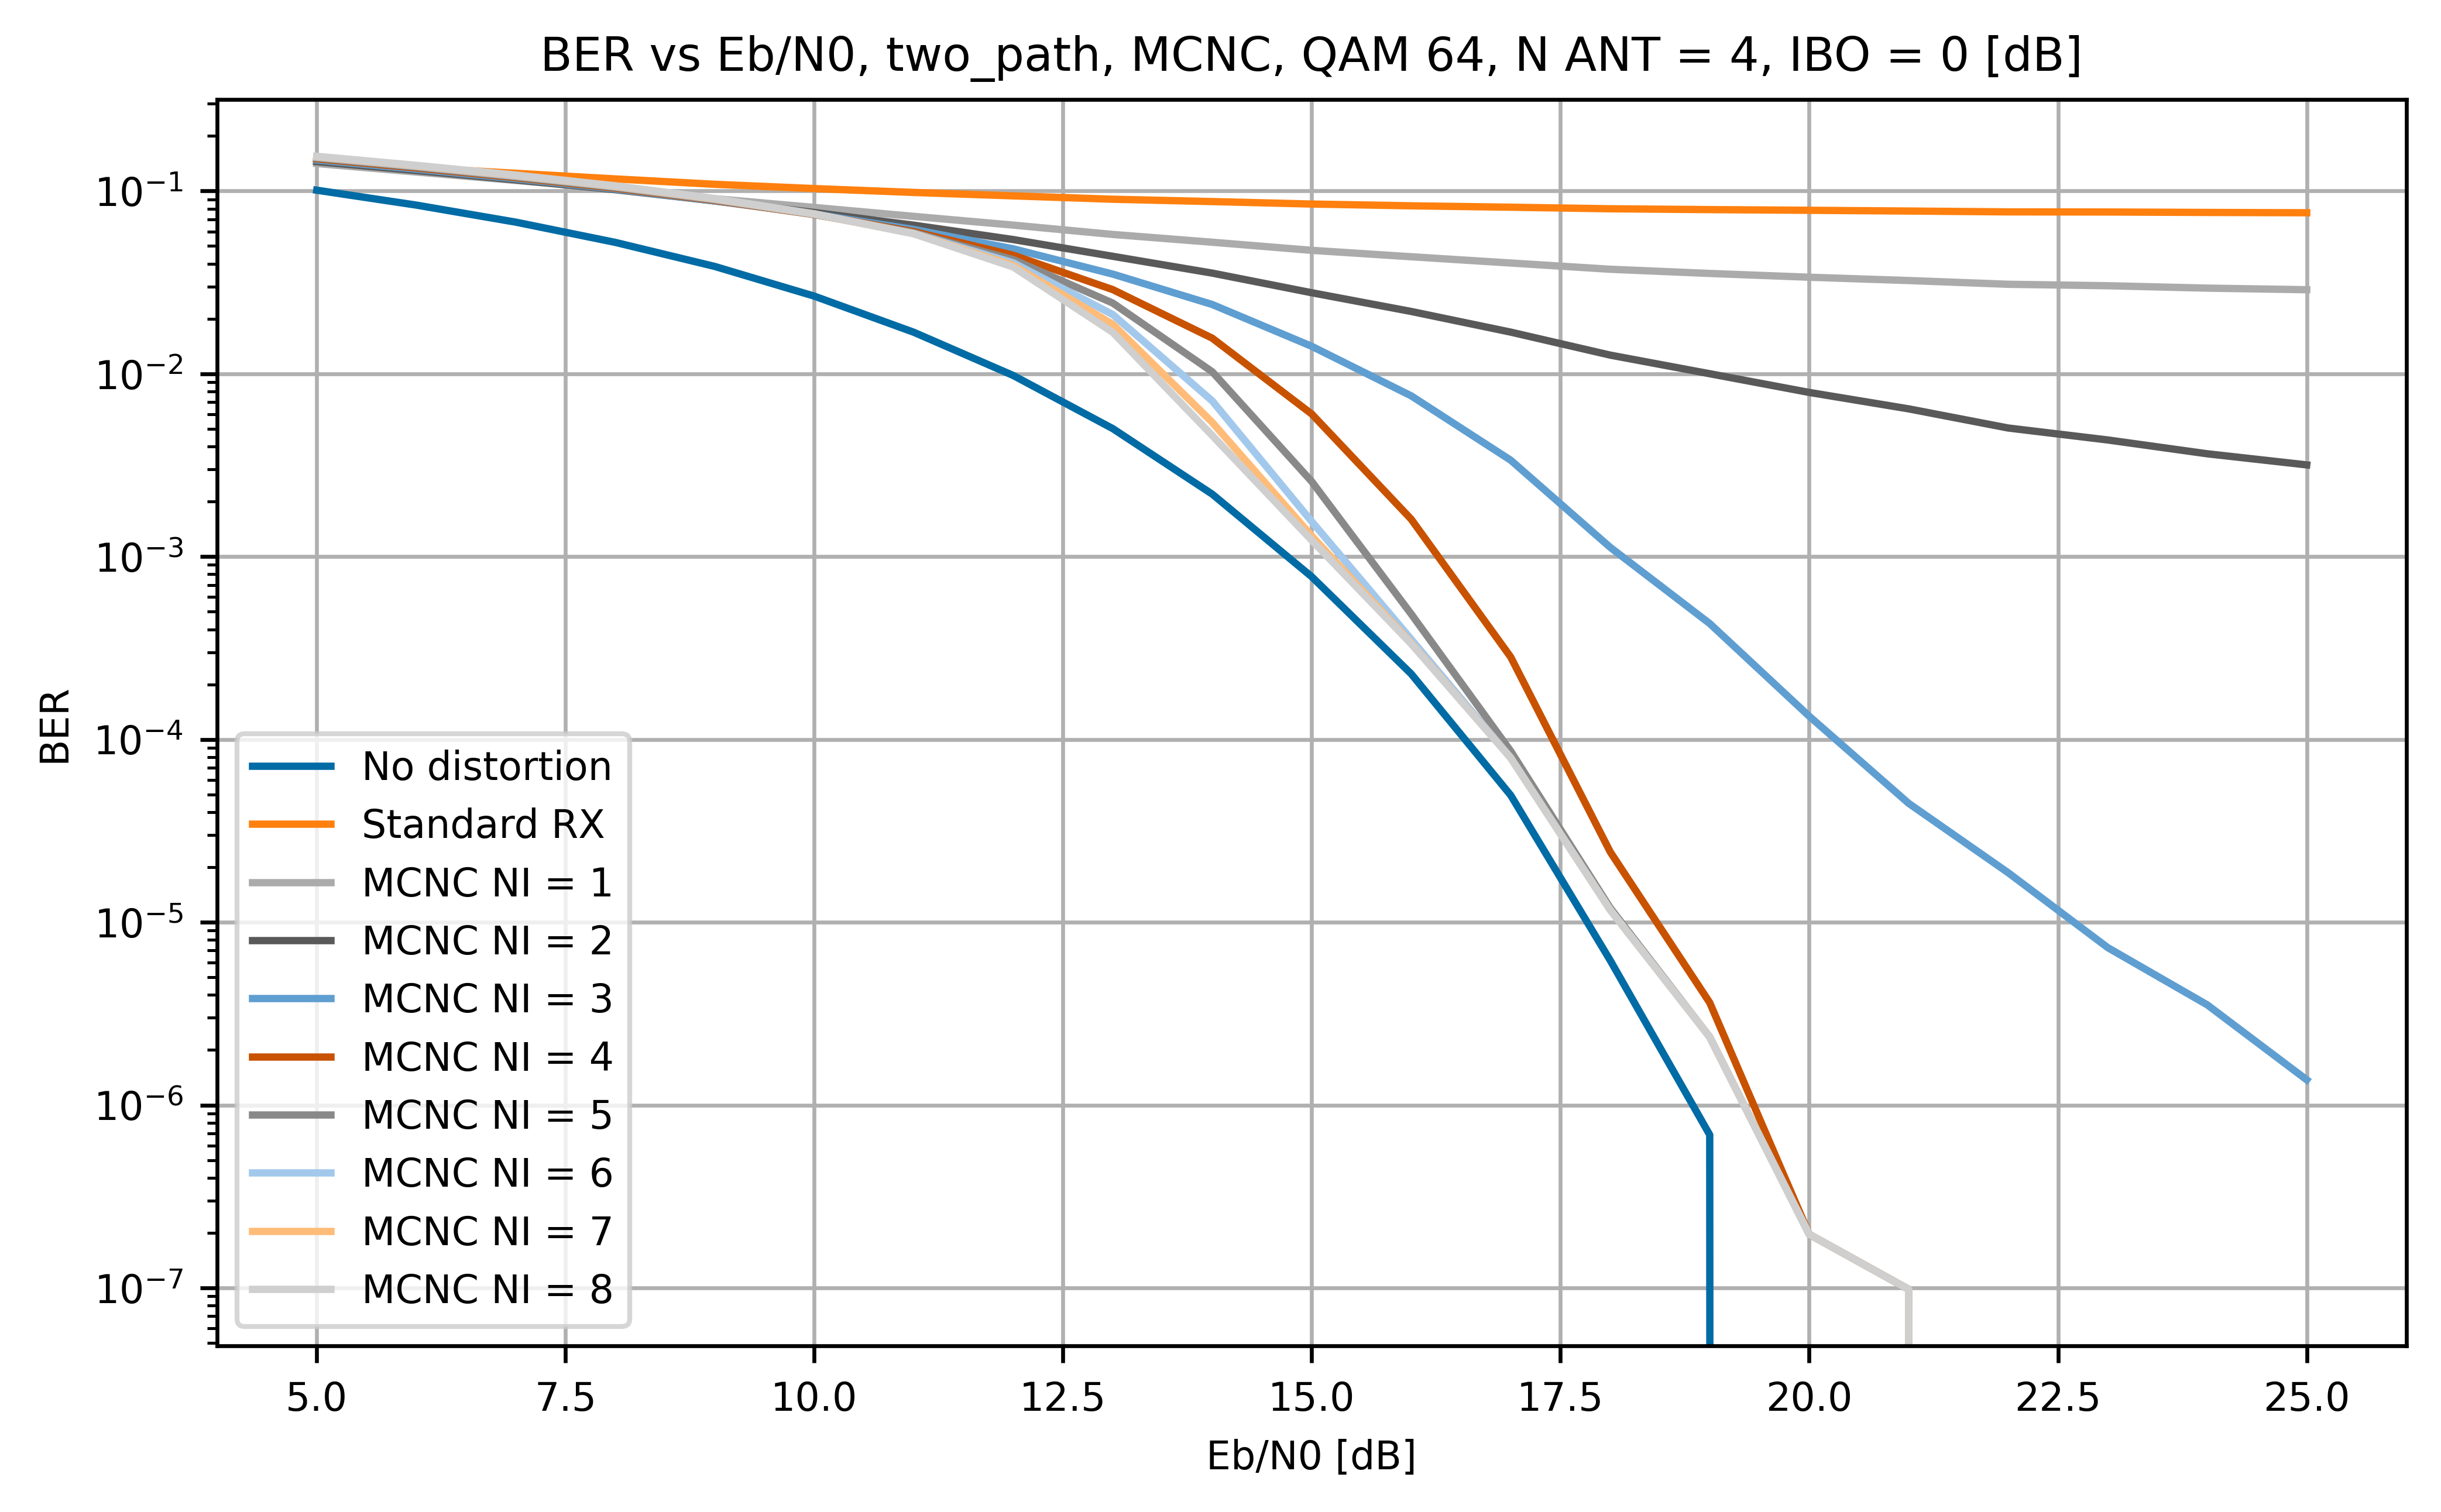 BER vs Eb/N0, two_path, MCNC, QAM 64, N ANT = 4, IBO = 0 [dB]
BER
10⁻¹
10⁻²
10⁻³
10⁻⁴
10⁻⁵
10⁻⁶
10⁻⁷
No distortion
Standard RX
MCNC NI = 1
MCNC NI = 2
MCNC NI = 3
MCNC NI = 4
MCNC NI = 5
MCNC NI = 6
MCNC NI = 7
MCNC NI = 8
5.0 7.5 10.0 12.5 15.0 17.5 20.0 22.5 25.0
Eb/N0 [dB]